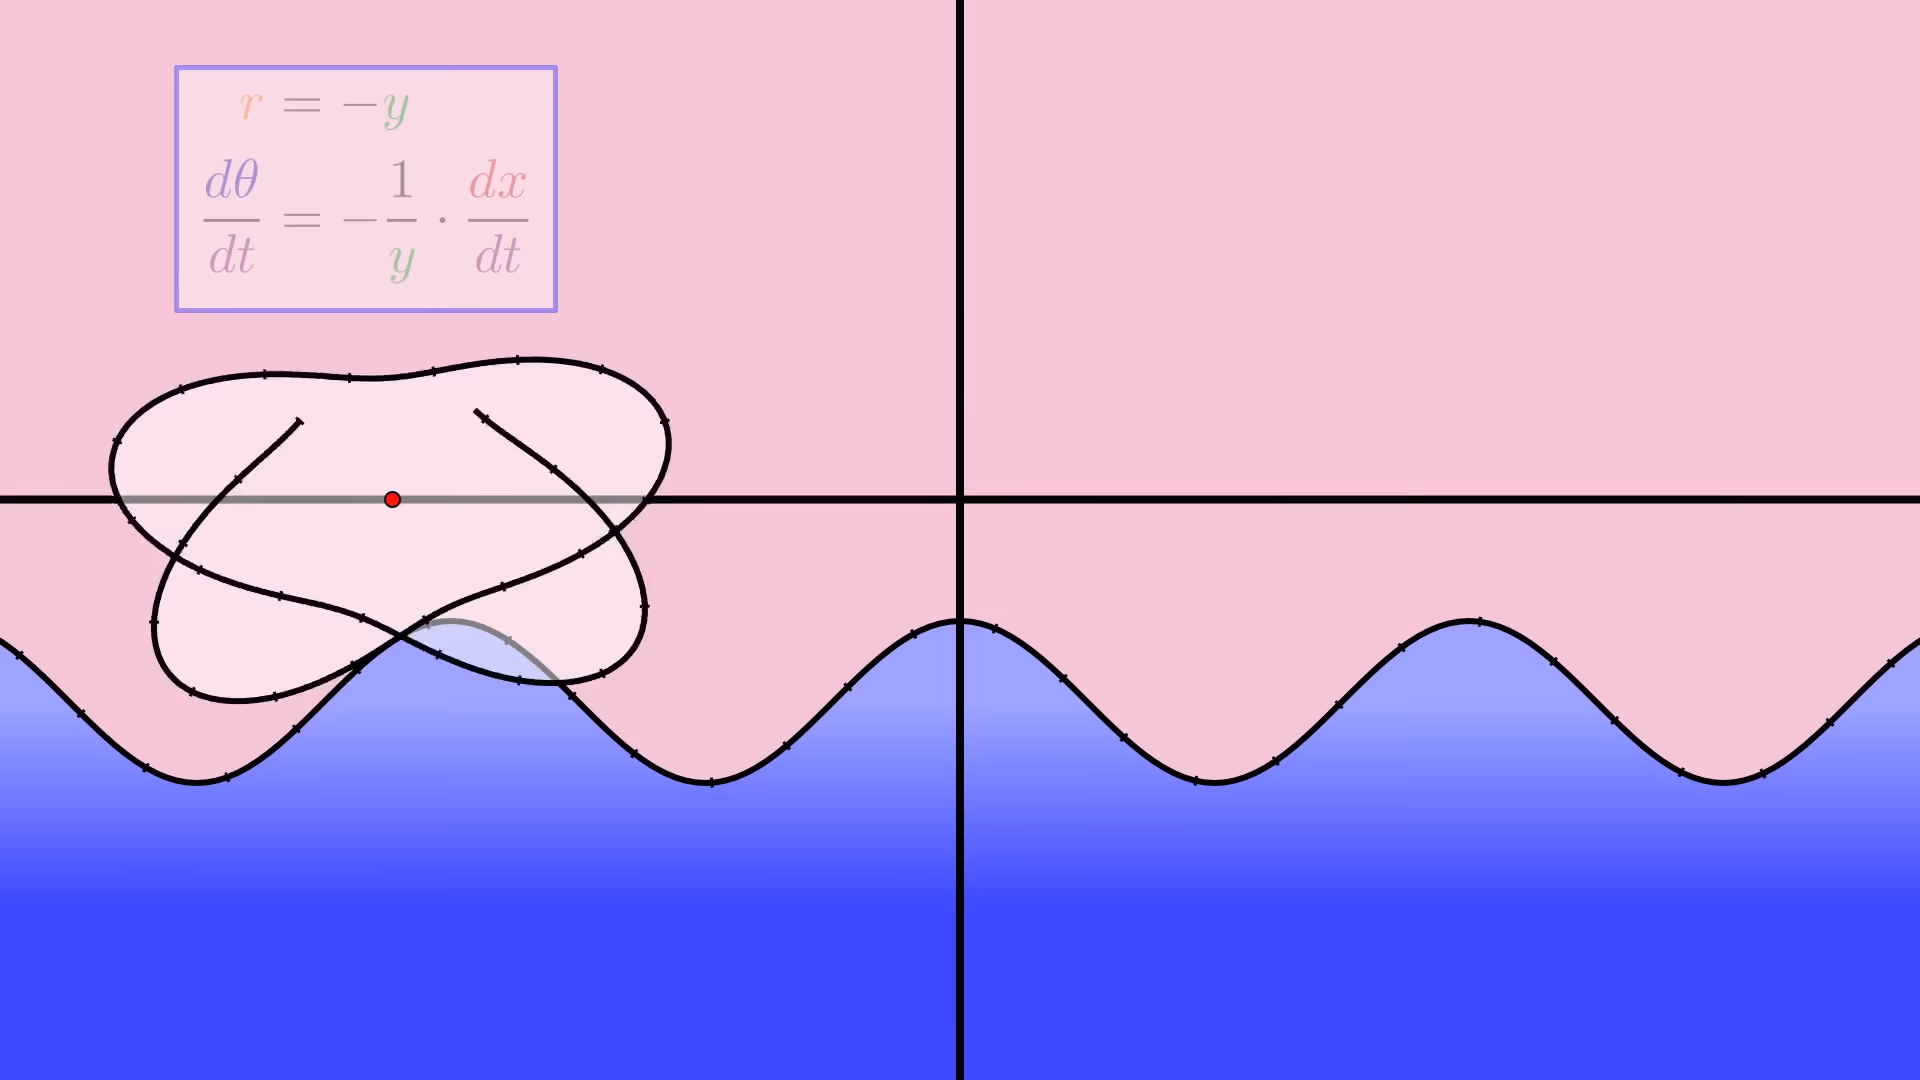 r = −y
dθ/dt = −1/y · dx/dt